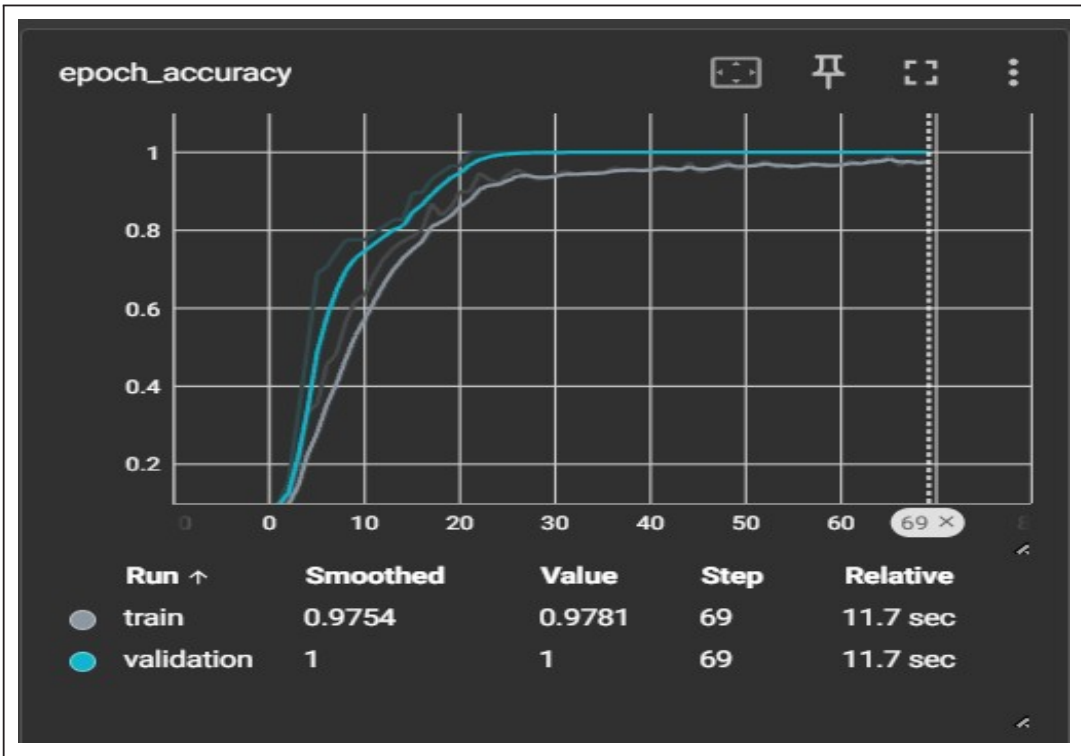 epoch_accuracy
1
0.8
0.6
0.4
0.2
0 0 10 20 30 40 50 60 69 × 8
Run ↑ Smoothed Value Step Relative
train 0.9754 0.9781 69 11.7 sec
validation 1 1 69 11.7 sec